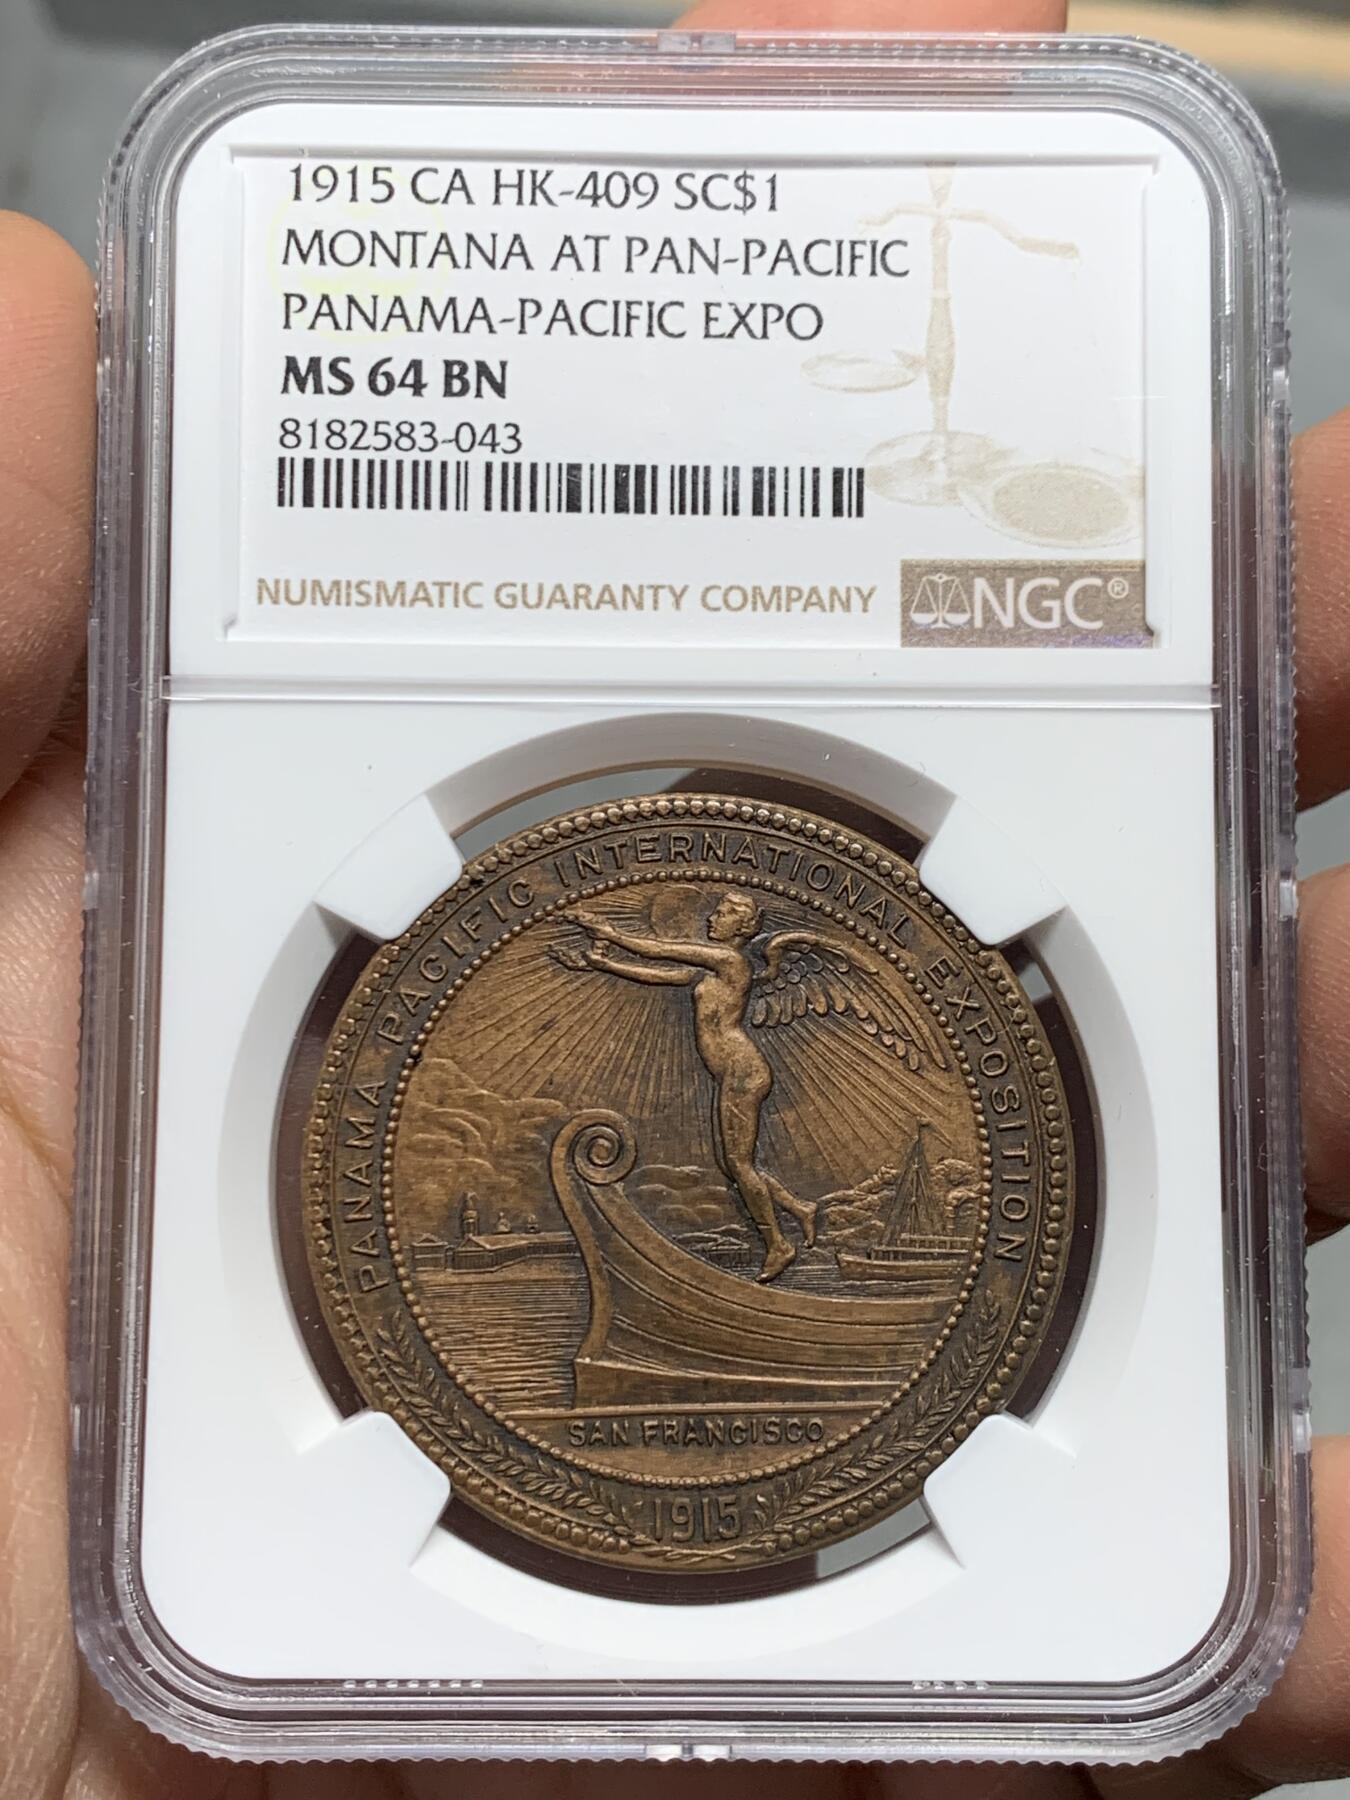 1915 CA HK-409 SC$1
MONTANA AT PAN-PACIFIC
PANAMA-PACIFIC EXPO
MS 64 BN
8182583-043
NUMISMATIC GUARANTY COMPANY
NGC®
PANAMA PACIFIC INTERNATIONAL EXPOSITION
SAN FRANCISCO
1915